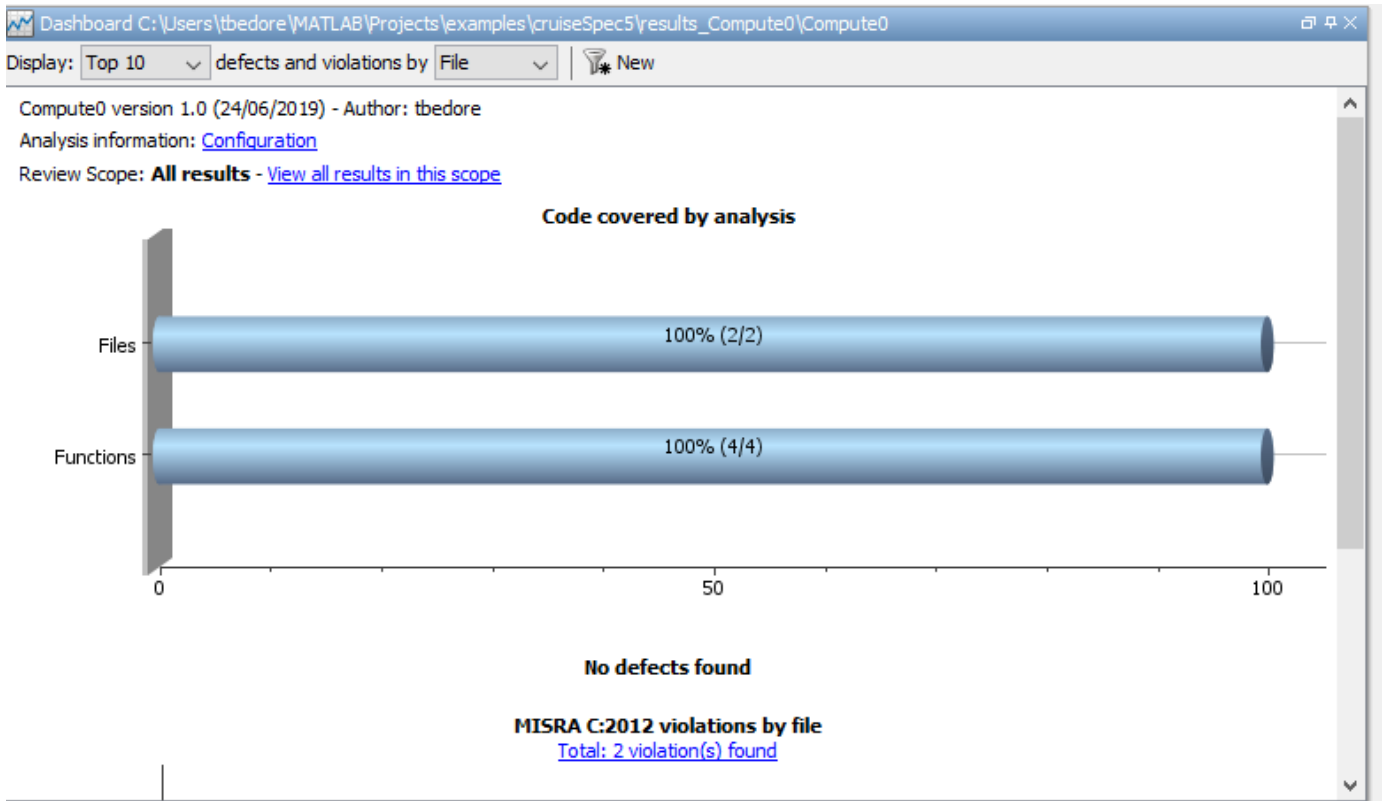 Dashboard C:\Users\tbedore\MATLAB\Projects\examples\cruiseSpec5\results_Compute0\Compute0
Display: Top 10 defects and violations by File New
Compute0 version 1.0 (24/06/2019) - Author: tbedore
Analysis information: Configuration
Review Scope: All results - View all results in this scope
Code covered by analysis
Files 100% (2/2)
Functions 100% (4/4)
0 50 100
No defects found
MISRA C:2012 violations by file
Total: 2 violation(s) found